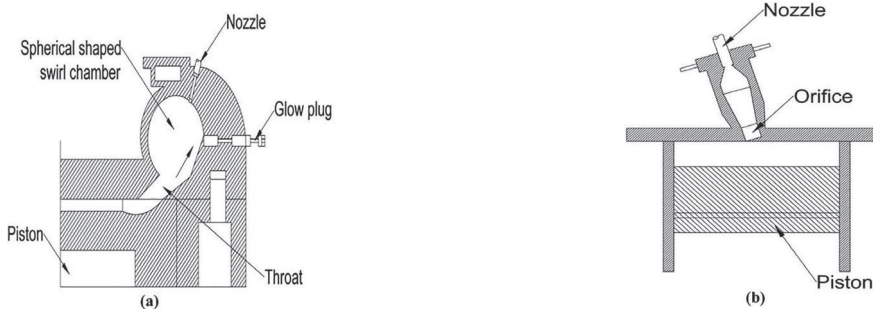 Nozzle
Spherical shaped
swirl chamber
Glow plug
Piston
Throat
(a)
Nozzle
Orifice
Piston
(b)